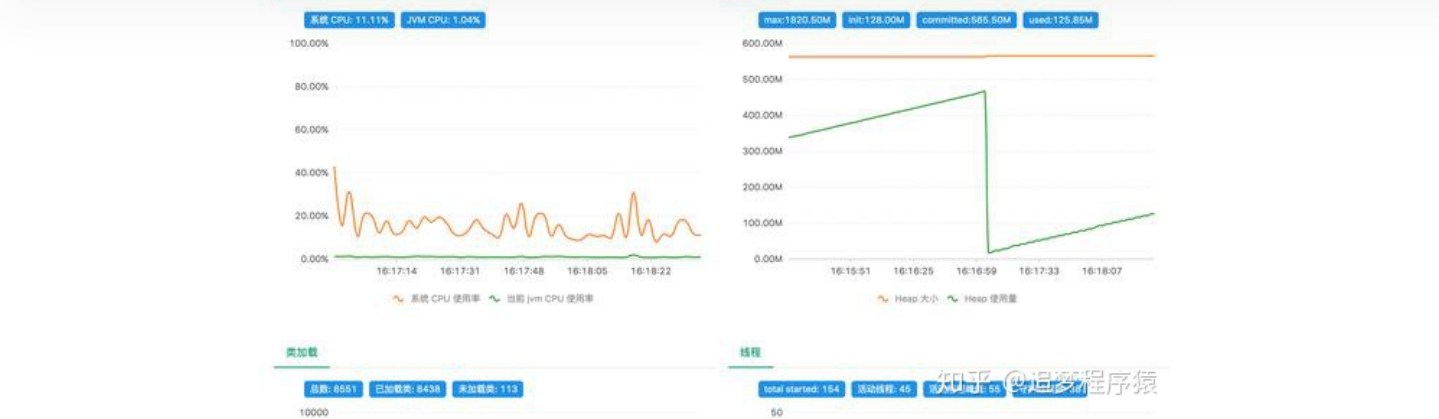 系统 CPU: 11.11% JVM CPU: 1.04%
100.00%
80.00%
60.00%
40.00%
20.00%
0.00%
16:17:14 16:17:31 16:17:48 16:18:05 16:18:22
系统 CPU 使用率 当前 jvm CPU 使用率
max:1820.50M init:128.00M committed:565.50M used:125.85M
600.00M
500.00M
400.00M
300.00M
200.00M
100.00M
0.00M
16:15:51 16:16:25 16:16:59 16:17:33 16:18:07
Heap 大小 Heap 使用量
类加载
总数: 8551 已加载类: 8438 未加载类: 113
10000
线程
total started: 154 活动线程: 45 55
50
知乎 @追梦程序猿